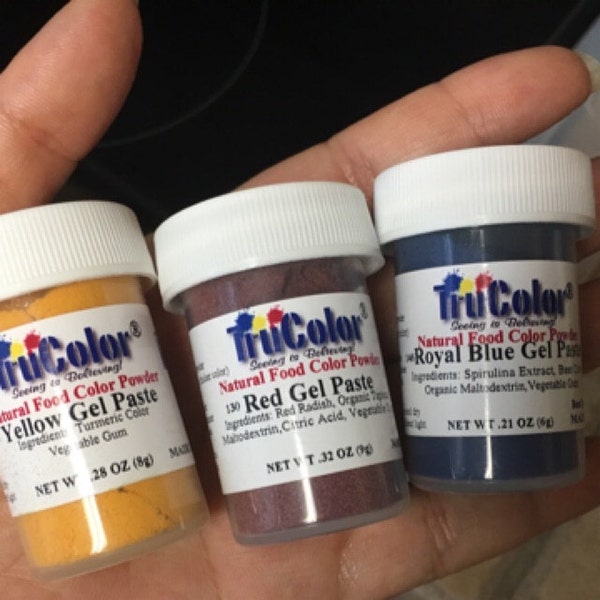 TruColor®
Seeing is Believing!
Natural Food Color Powder
Yellow Gel Paste
Ingredients: Turmeric Color
Vegetable Gum
NET WT .28 OZ (8g)
TruColor®
Seeing is Believing!
Natural Food Color Powder
130 Red Gel Paste
Ingredients: Red Radish, Organic
Maltodextrin, Citric Acid, Vegetable
NET WT .32 OZ (9g)
TruColor®
Seeing is Believing!
Natural Food Color Powder
Royal Blue Gel Paste
Ingredients: Spirulina Extract, Beet
Organic Maltodextrin, Vegetable Gum
NET WT .21 OZ (6g)